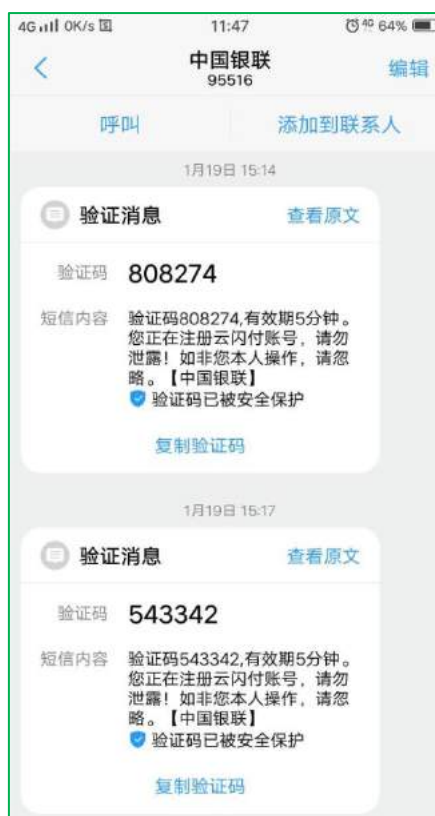 4G 0K/s 11:47 4G 64%
中国银联
编辑
95516
呼叫
添加到联系人
1月19日 15:14
验证消息
查看原文
验证码 808274
短信内容 验证码808274,有效期5分钟。
您正在注册云闪付账号，请勿
泄露！如非您本人操作，请忽
略。【中国银联】
验证码已被安全保护
复制验证码
1月19日 15:17
验证消息
查看原文
验证码 543342
短信内容 验证码543342,有效期5分钟。
您正在注册云闪付账号，请勿
泄露！如非您本人操作，请忽
略。【中国银联】
验证码已被安全保护
复制验证码